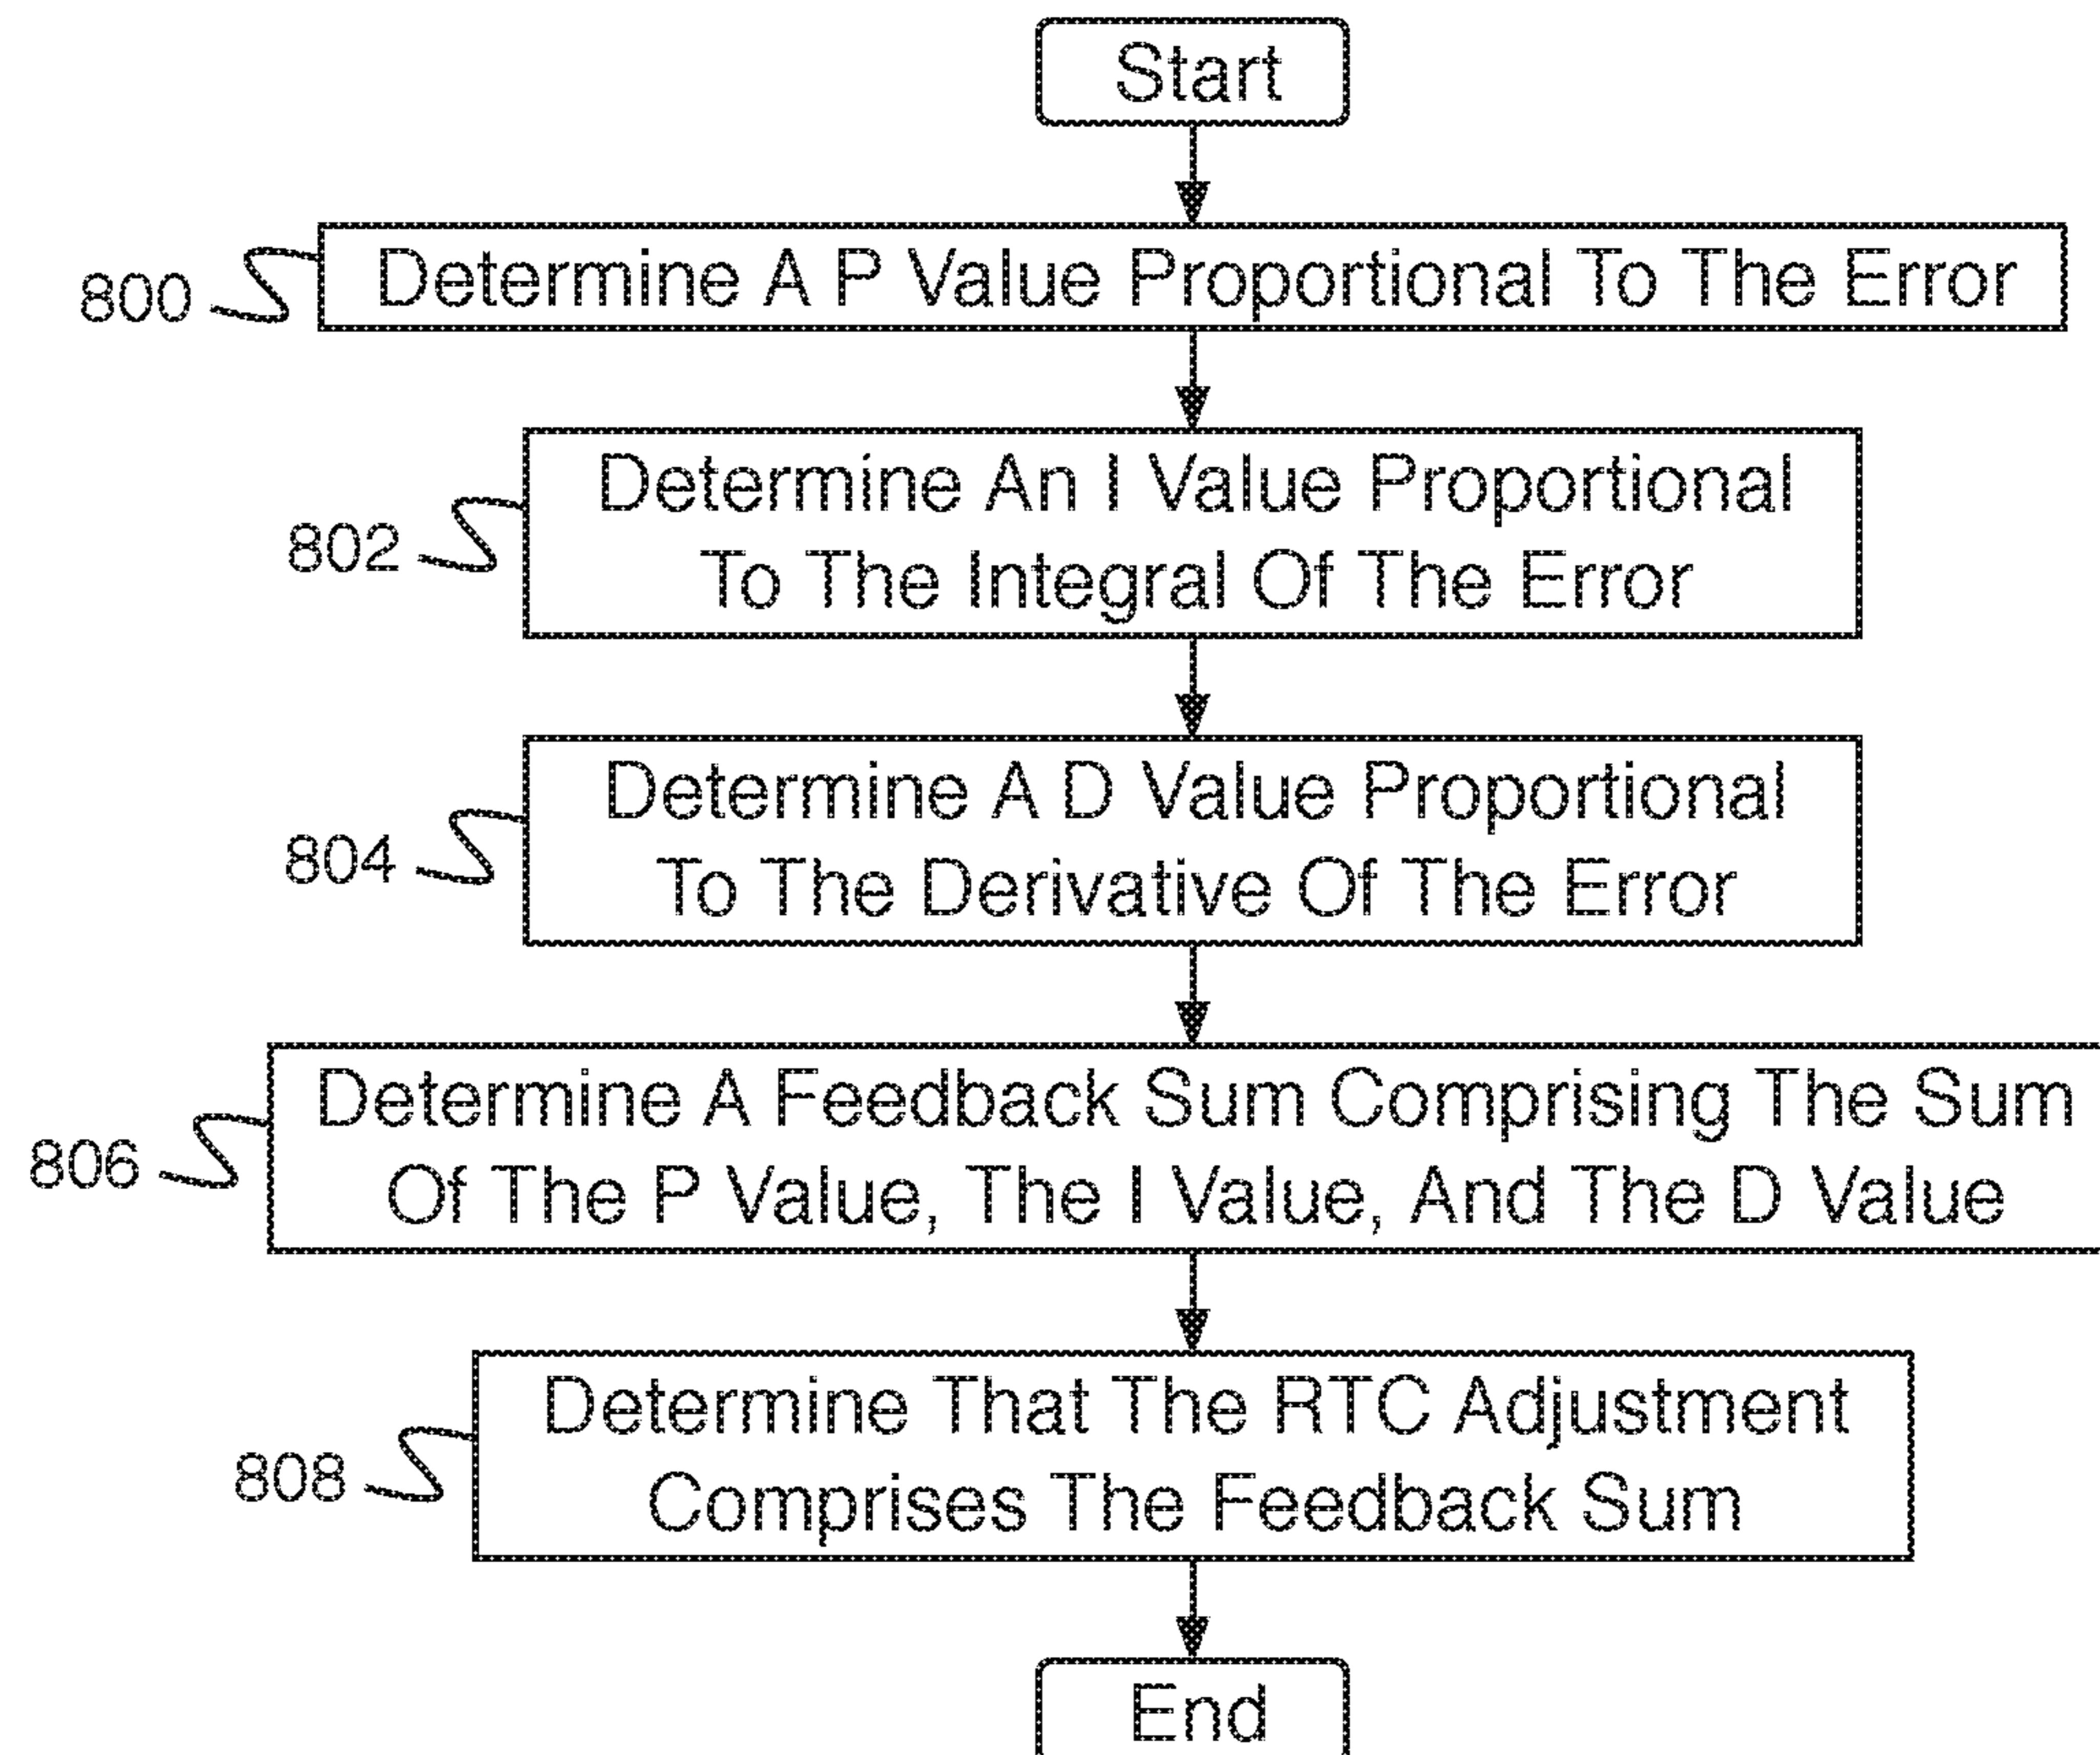 Start
800
Determine A P Value Proportional To The Error
802
Determine An I Value Proportional
To The Integral Of The Error
804
Determine A D Value Proportional
To The Derivative Of The Error
806
Determine A Feedback Sum Comprising The Sum
Of The P Value, The I Value, And The D Value
808
Determine That The RTC Adjustment
Comprises The Feedback Sum
End